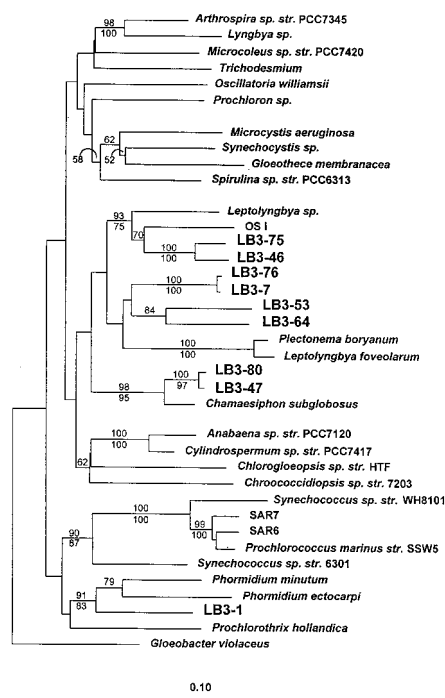 Arthrospira sp. str. PCC7345
98
100
Lyngbya sp.
Microcoleus sp. str. PCC7420
Trichodesmium
Oscillatoria williamsii
Prochloron sp.
Microcystis aeruginosa
62
Synechocystis sp.
58
52
Gloeothece membranacea
Spirulina sp. str. PCC6313
Leptolyngbya sp.
93
75
OS I
70
LB3-75
100
100
LB3-46
LB3-76
100
100
LB3-7
LB3-53
84
LB3-64
Plectonema boryanum
100
100
Leptolyngbya foveolarum
LB3-80
100
97
LB3-47
98
95
Chamaesiphon subglobosus
Anabaena sp. str. PCC7120
100
100
Cylindrospermum sp. str. PCC7417
62
Chlorogloeopsis sp. str. HTF
Chroococcidiopsis sp. str. 7203
Synechococcus sp. str. WH8101
100
100
SAR7
99
100
SAR6
Prochlorococcus marinus str. SSW5
90
87
Synechococcus sp. str. 6301
Phormidium minutum
79
Phormidium ectocarpi
91
83
LB3-1
Prochlorothrix hollandica
Gloeobacter violaceus
0.10